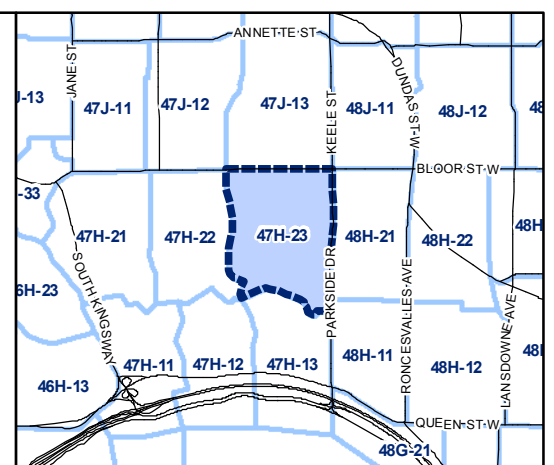 ANNETTE ST
JANE ST
KEELE ST
DUNDAS ST W
J-13
47J-11
47J-12
47J-13
48J-11
48J-12
48
BLOOR ST W
-33
47H-21
47H-22
47H-23
48H-21
48H-22
48H
6H-23
SOUTH KINGSWAY
PARKSIDE DR
RONCESVALLES AVE
LANSDOWNE AVE
46H-13
47H-11
47H-12
47H-13
48H-11
48H-12
48
QUEEN ST W
48G-21